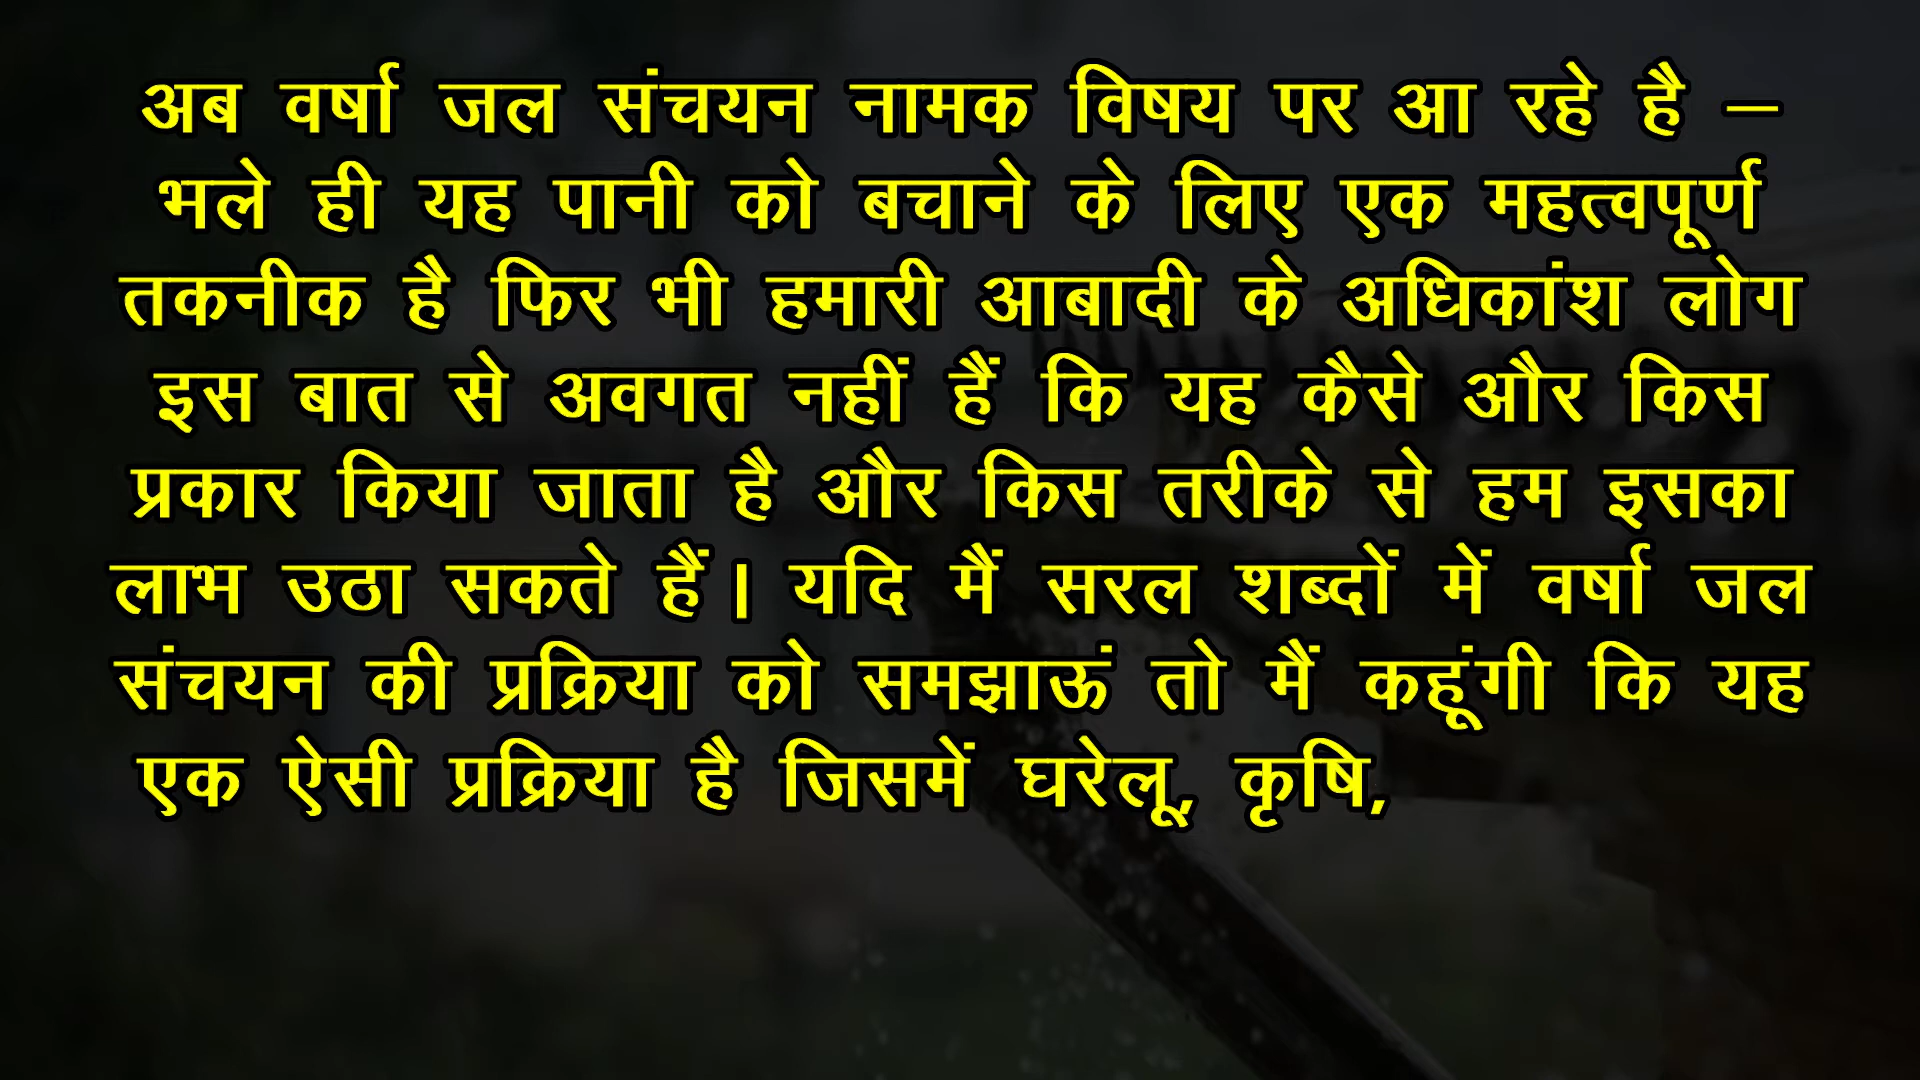 अब वर्षा जल संचयन नामक विषय पर आ रहे है –
भले ही यह पानी को बचाने के लिए एक महत्वपूर्ण
तकनीक है फिर भी हमारी आबादी के अधिकांश लोग
इस बात से अवगत नहीं हैं कि यह कैसे और किस
प्रकार किया जाता है और किस तरीके से हम इसका
लाभ उठा सकते हैं। यदि मैं सरल शब्दों में वर्षा जल
संचयन की प्रक्रिया को समझाऊं तो मैं कहूंगी कि यह
एक ऐसी प्रक्रिया है जिसमें घरेलू, कृषि,